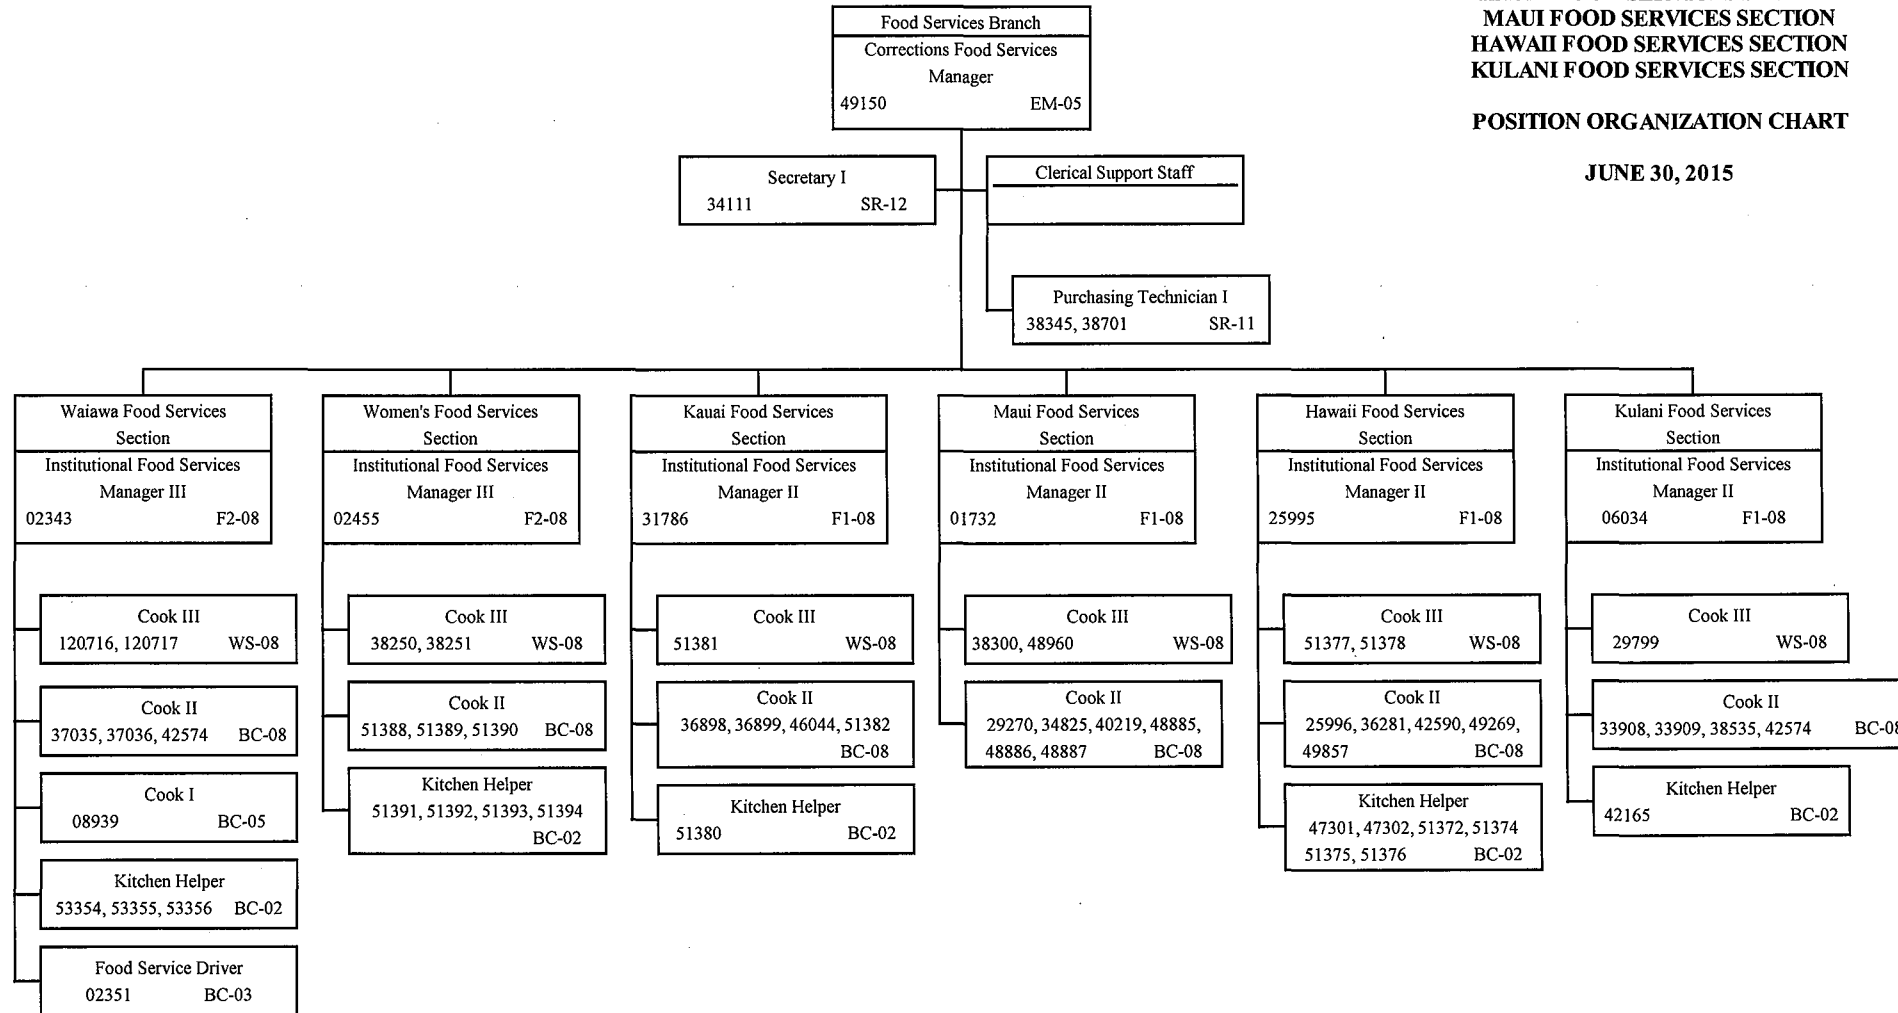 MAUI FOOD SERVICES SECTION
HAWAII FOOD SERVICES SECTION
KULANI FOOD SERVICES SECTION
POSITION ORGANIZATION CHART
JUNE 30, 2015
Food Services Branch
Corrections Food Services
Manager
49150 EM-05
Secretary I
34111 SR-12
Clerical Support Staff
Purchasing Technician I
38345, 38701 SR-11
Waiawa Food Services
Section
Institutional Food Services
Manager III
02343 F2-08
Cook III
120716, 120717 WS-08
Cook II
37035, 37036, 42574 BC-08
Cook I
08939 BC-05
Kitchen Helper
53354, 53355, 53356 BC-02
Food Service Driver
02351 BC-03
Women's Food Services
Section
Institutional Food Services
Manager III
02455 F2-08
Cook III
38250, 38251 WS-08
Cook II
51388, 51389, 51390 BC-08
Kitchen Helper
51391, 51392, 51393, 51394
BC-02
Kauai Food Services
Section
Institutional Food Services
Manager II
31786 F1-08
Cook III
51381 WS-08
Cook II
36898, 36899, 46044, 51382
BC-08
Kitchen Helper
51380 BC-02
Maui Food Services
Section
Institutional Food Services
Manager II
01732 F1-08
Cook III
38300, 48960 WS-08
Cook II
29270, 34825, 40219, 48885,
48886, 48887 BC-08
Hawaii Food Services
Section
Institutional Food Services
Manager II
25995 F1-08
Cook III
51377, 51378 WS-08
Cook II
25996, 36281, 42590, 49269,
49857 BC-08
Kitchen Helper
47301, 47302, 51372, 51374
51375, 51376 BC-02
Kulani Food Services
Section
Institutional Food Services
Manager II
06034 F1-08
Cook III
29799 WS-08
Cook II
33908, 33909, 38535, 42574 BC-08
Kitchen Helper
42165 BC-02